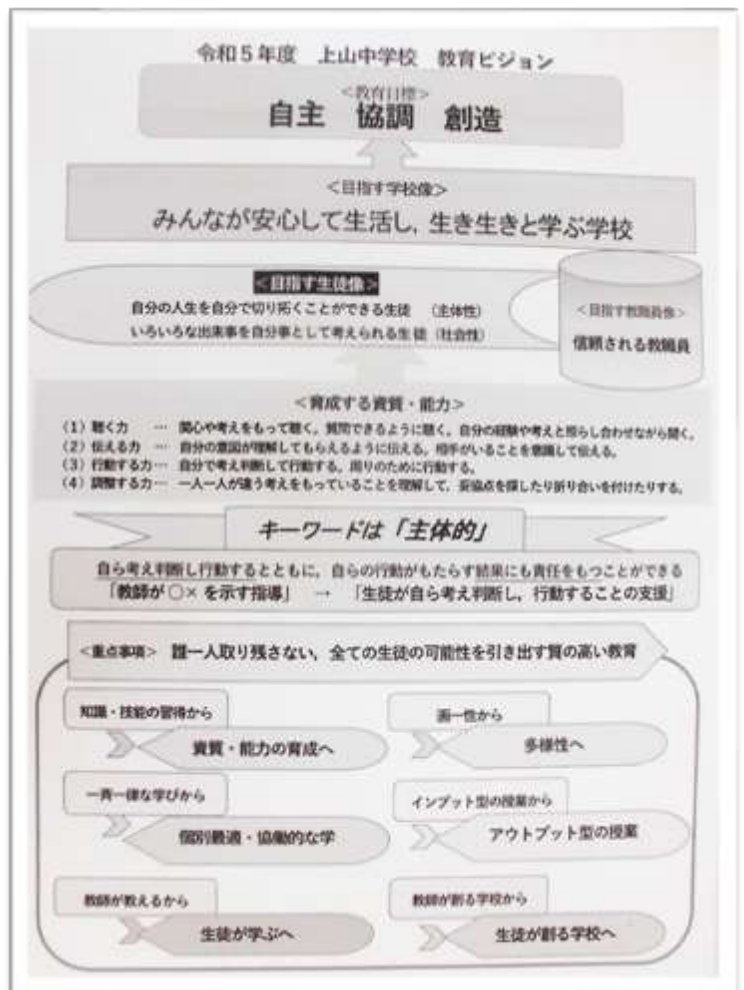 令和5年度　上山中学校　教育ビジョン
<教育目標>
自主　協調　創造
<目指す学校像>
みんなが安心して生活し，生き生きと学ぶ学校
<目指す生徒像>
自分の人生を自分で切り拓くことができる生徒　（主体性）
いろいろな出来事を自分事として考えられる生徒（社会性）
<目指す教職員像>
信頼される教職員
<育成する資質・能力>
（1）聴く力　…　関心や考えをもって聴く。質問できるように聴く。自分の経験や考えと照らし合わせながら聞く。
（2）伝える力　…　自分の意図が理解してもらえるように伝える。相手がいることを意識して伝える。
（3）行動する力…　自分で考え判断して行動する。周りのために行動する。
（4）調整する力…　一人一人が違う考えをもっていることを理解して，妥協点を探したり折り合いを付けたりする。
キーワードは「主体的」
自ら考え判断し行動するとともに，自らの行動がもたらす結果にも責任をもつことができる
「教師が○×を示す指導」　→　「生徒が自ら考え判断し，行動することの支援」
<重点事項>　誰一人取り残さない，全ての生徒の可能性を引き出す質の高い教育
知識・技能の習得から
資質・能力の育成へ
画一性から
多様性へ
一斉一律な学びから
個別最適・協働的な学
インプット型の授業から
アウトプット型の授業
教師が教えるから
生徒が学ぶへ
教師が創る学校から
生徒が創る学校へ